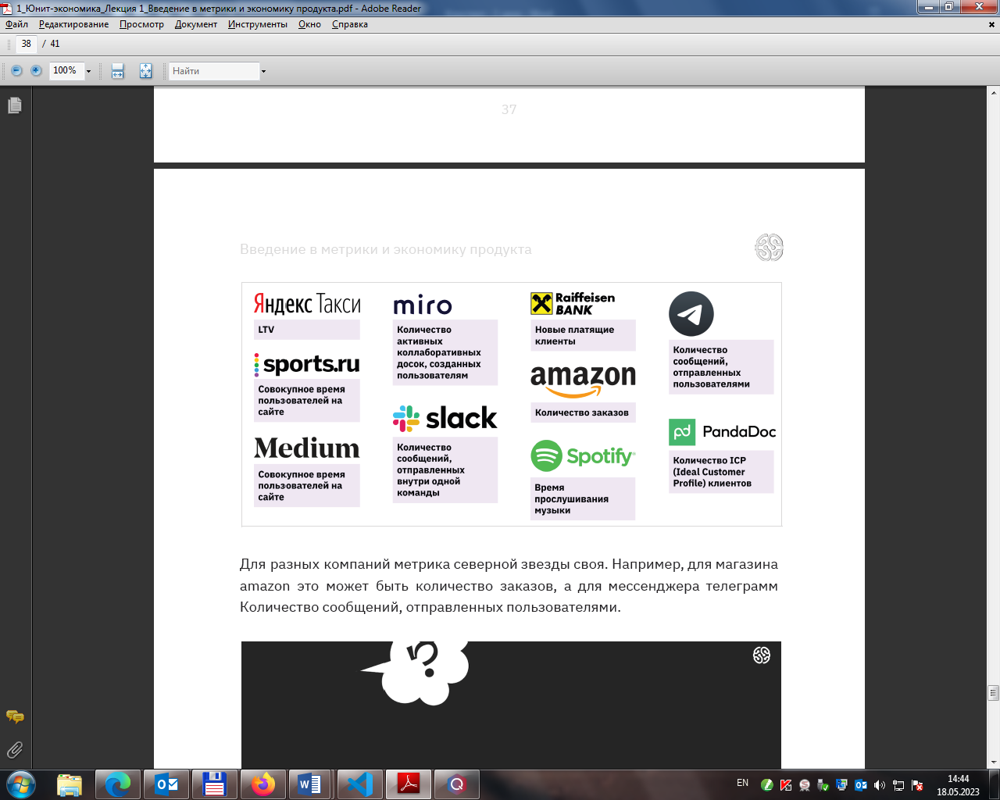 1_Юнит-экономика_Лекция 1_Введение в метрики и экономику продукта.pdf - Adobe Reader
Файл Редактирование Просмотр Документ Инструменты Окно Справка
38 / 41
100% Найти
37
Введение в метрики и экономику продукта
Яндекс Такси
LTV
sports.ru
Совокупное время
пользователей на
сайте
Medium
Совокупное время
пользователей на
сайте
miro
Количество
активных
коллаборативных
досок, созданных
пользователям
slack
Количество
сообщений,
отправленных
внутри одной
команды
Raiffeisen
BANK
Новые платящие
клиенты
amazon
Количество заказов
Spotify
Время
прослушивания
музыки
Количество
сообщений,
отправленных
пользователями
pd PandaDoc
Количество ICP
(Ideal Customer
Profile) клиентов
Для разных компаний метрика северной звезды своя. Например, для магазина
amazon это может быть количество заказов, а для мессенджера телеграмм
Количество сообщений, отправленных пользователями.
?
EN
14:44
18.05.2023